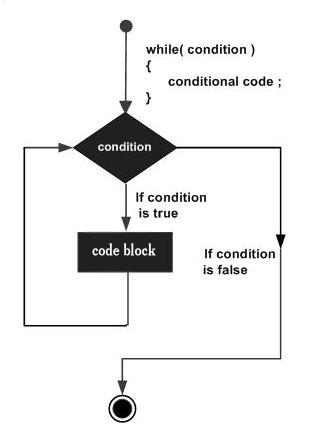 while( condition )
{
conditional code ;
}
condition
If condition
is true
code block
If condition
is false